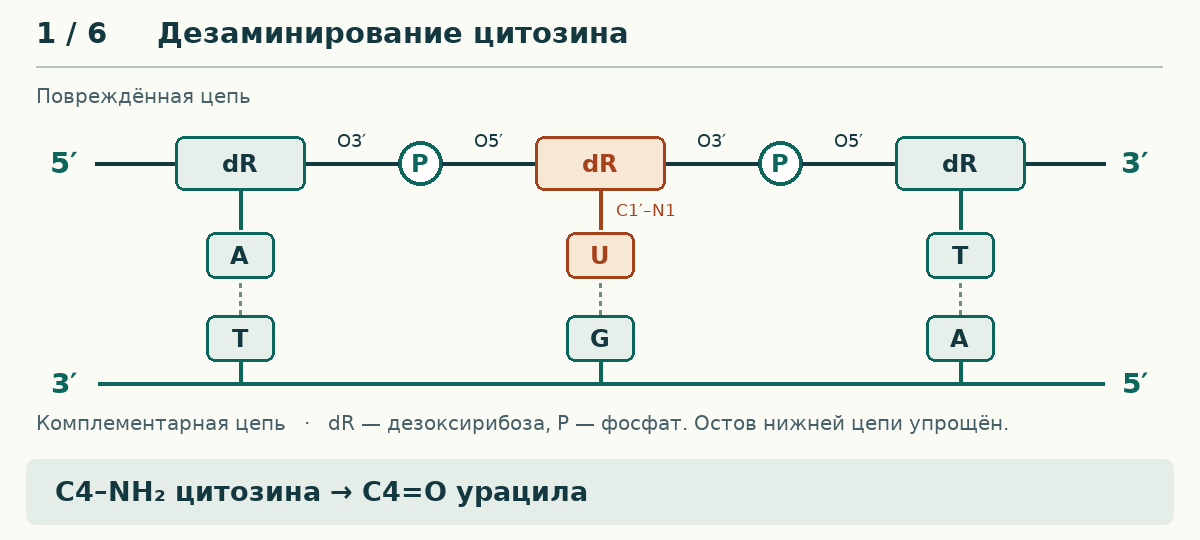 1 / 6 Дезаминирование цитозина
Повреждённая цепь
O3′ O5′ O3′ O5′
5′ dR P dR P dR 3′
C1′–N1
A U T
T G A
3′ 5′
Комплементарная цепь · dR — дезоксирибоза, P — фосфат. Остов нижней цепи упрощён.
C4–NH₂ цитозина → C4=O урацила